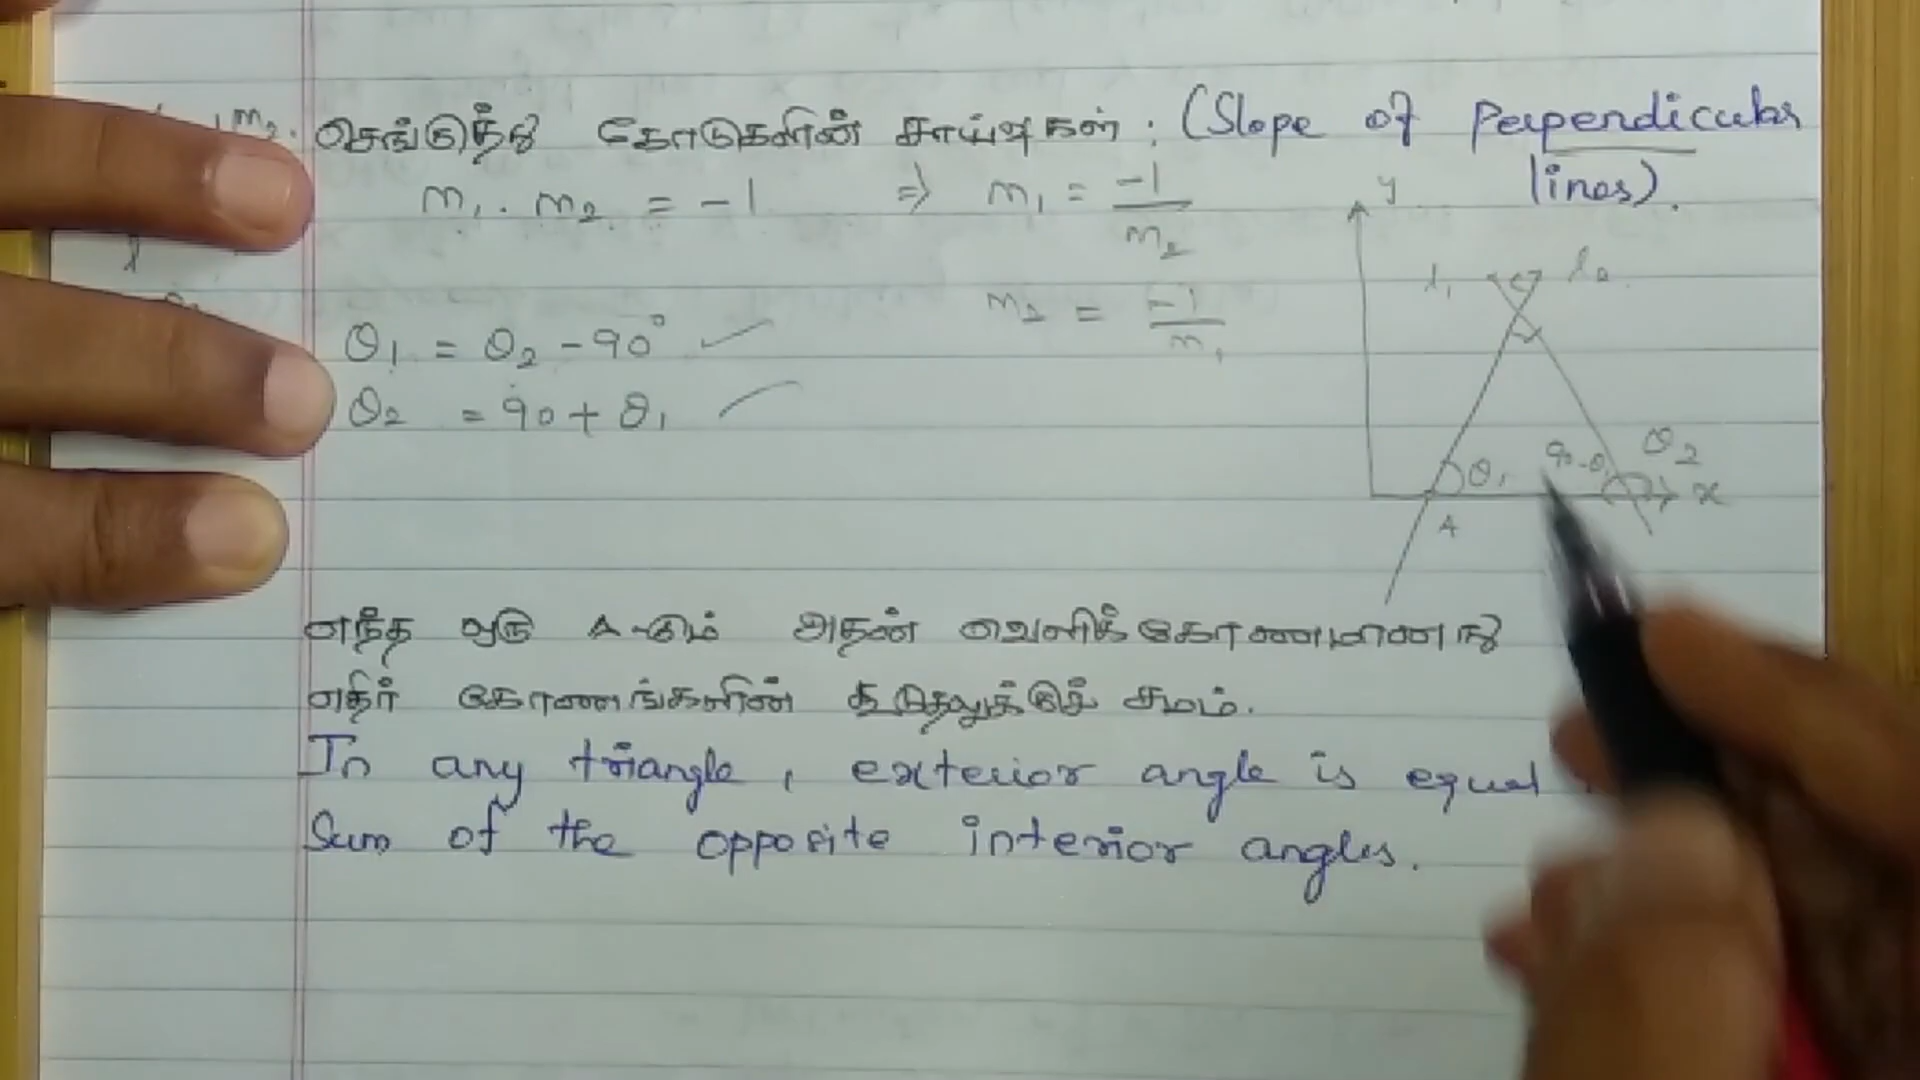 செங்குத்து கோடுகளின் சாய்வுகள் : (Slope of Perpendicular
lines).
m₁ . m₂ = -1 ⇒ m₁ = -1/m₂
m₂ = -1/m₁
θ₁ = θ₂ - 90°
θ₂ = 90 + θ₁
y
l₁ l₂
90-θ₁ θ₂
θ₁ x
A
எந்த ஒரு Δ-கும் அதன் வெளிக்கோணமானது
எதிர் கோணங்களின் கூடுதலுக்குச் சமம்.
In any triangle, exterior angle is equal
Sum of the opposite interior angles.